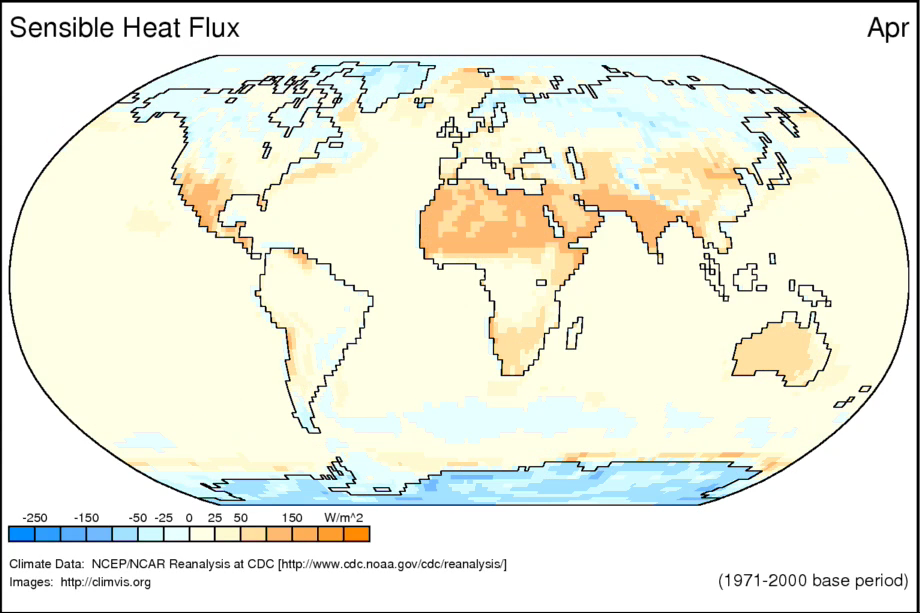 Sensible Heat Flux
Apr
-250 -150 -50 -25 0 25 50 150 W/m^2
Climate Data: NCEP/NCAR Reanalysis at CDC [http://www.cdc.noaa.gov/cdc/reanalysis/]
Images: http://climvis.org
(1971-2000 base period)